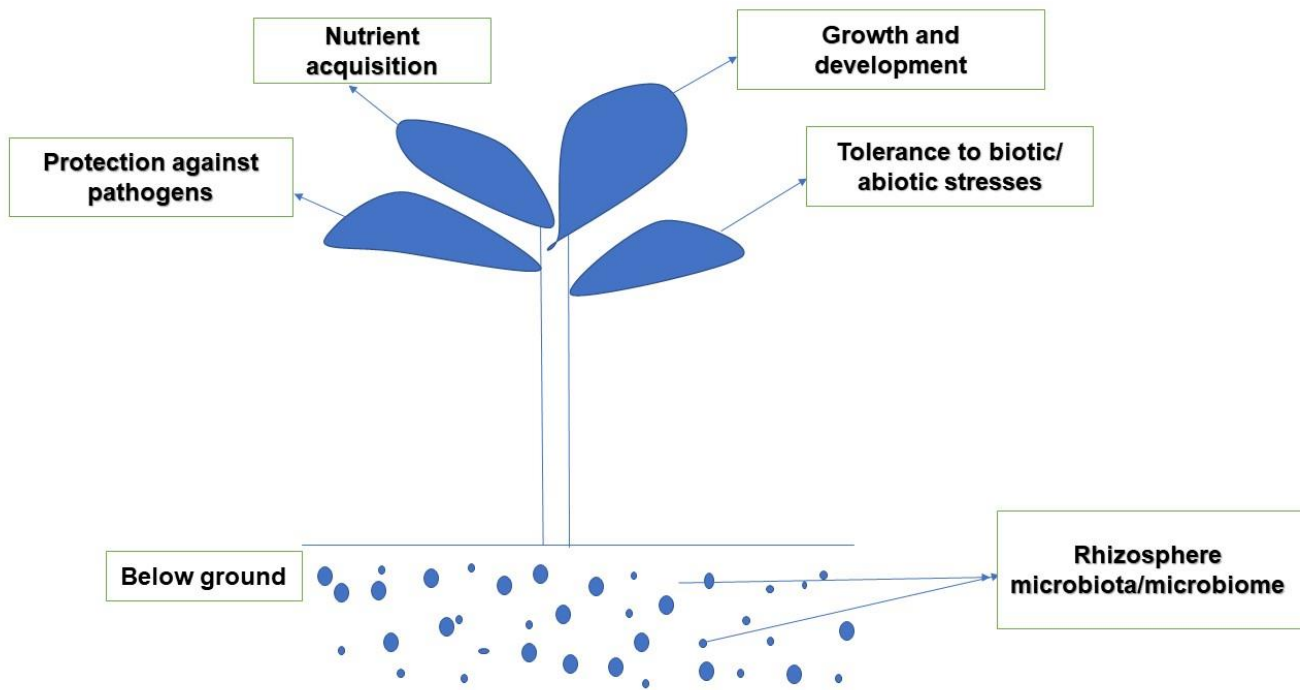 Nutrient
acquisition
Growth and
development
Protection against
pathogens
Tolerance to biotic/
abiotic stresses
Below ground
Rhizosphere
microbiota/microbiome